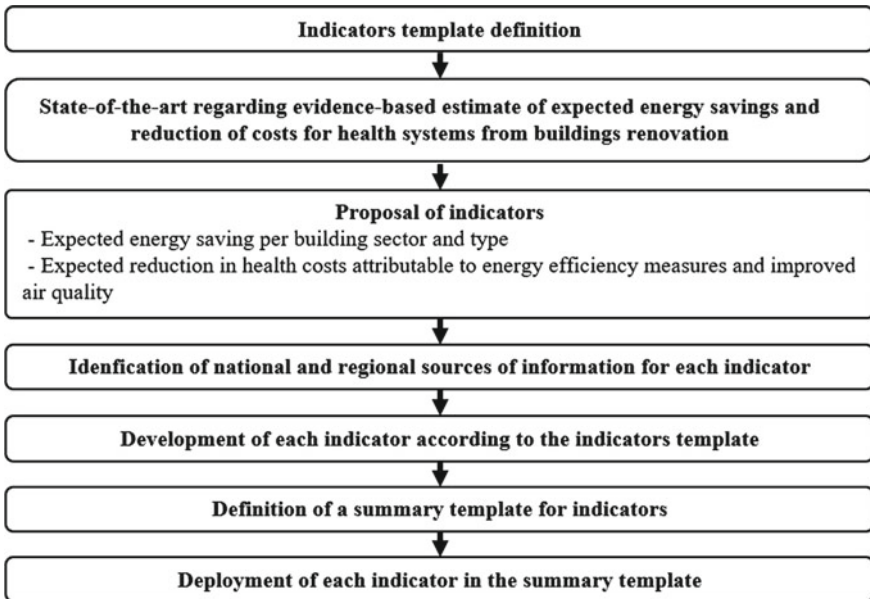 Indicators template definition
State-of-the-art regarding evidence-based estimate of expected energy savings and
reduction of costs for health systems from buildings renovation
Proposal of indicators
- Expected energy saving per building sector and type
- Expected reduction in health costs attributable to energy efficiency measures and improved
air quality
Idenfication of national and regional sources of information for each indicator
Development of each indicator according to the indicators template
Definition of a summary template for indicators
Deployment of each indicator in the summary template